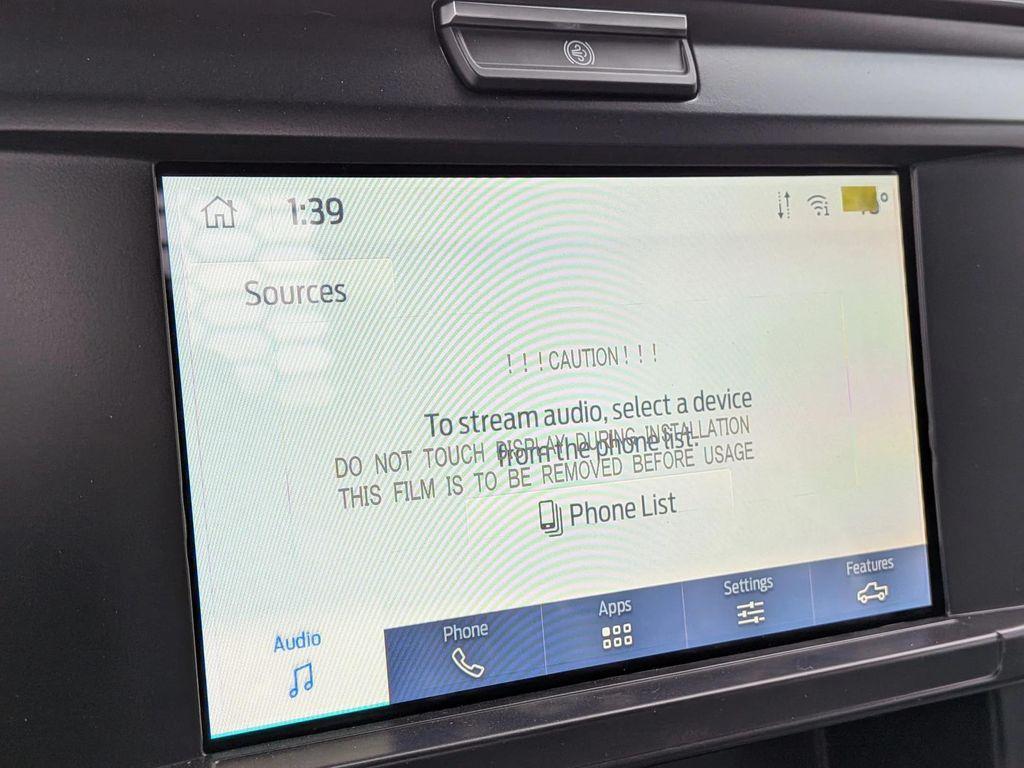 1:39
Sources
! ! ! CAUTION ! ! !
To stream audio, select a device
from the phone list.
DO NOT TOUCH DISPLAY DURING INSTALLATION
THIS FILM IS TO BE REMOVED BEFORE USAGE
Phone List
Audio
Phone
Apps
Settings
Features